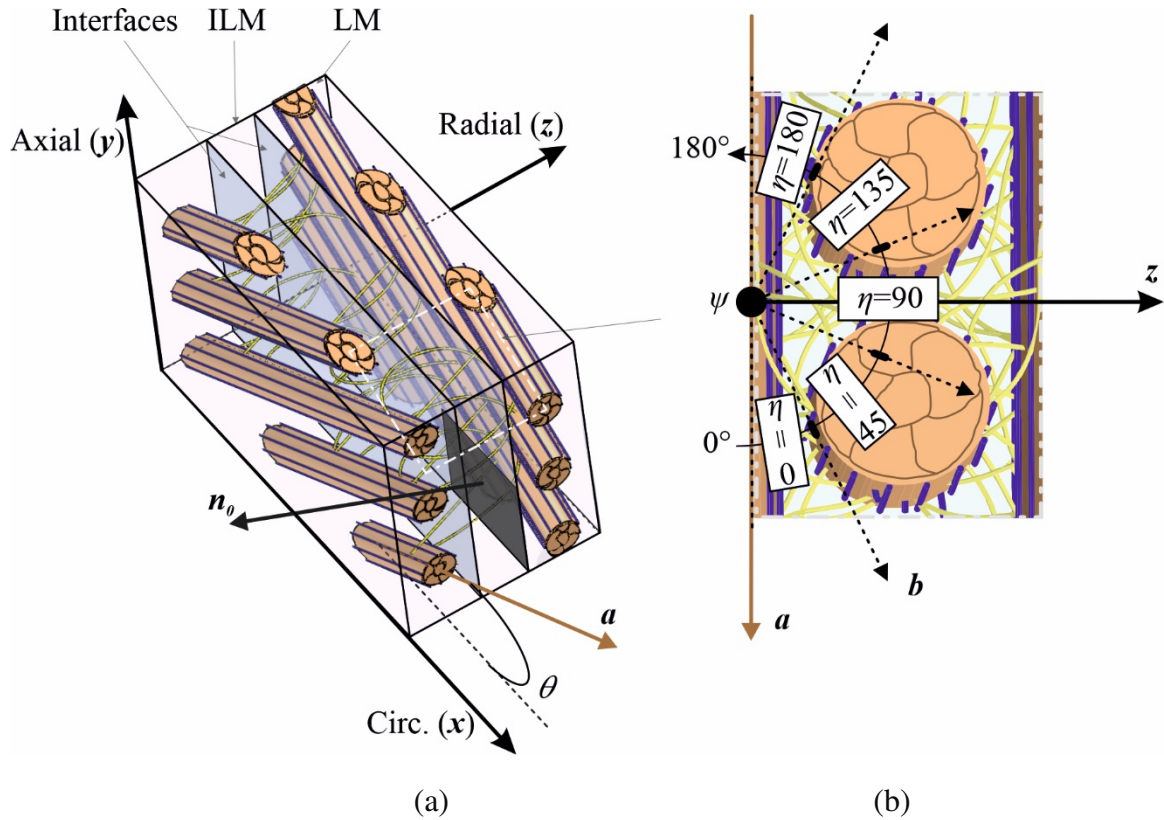 Interfaces ILM LM
Axial (y)
Radial (z)
n₀
a
θ
Circ. (x)
(a)
180°
η=180
η=135
ψ
η=90
z
0°
η = 0
η = 45
b
a
(b)